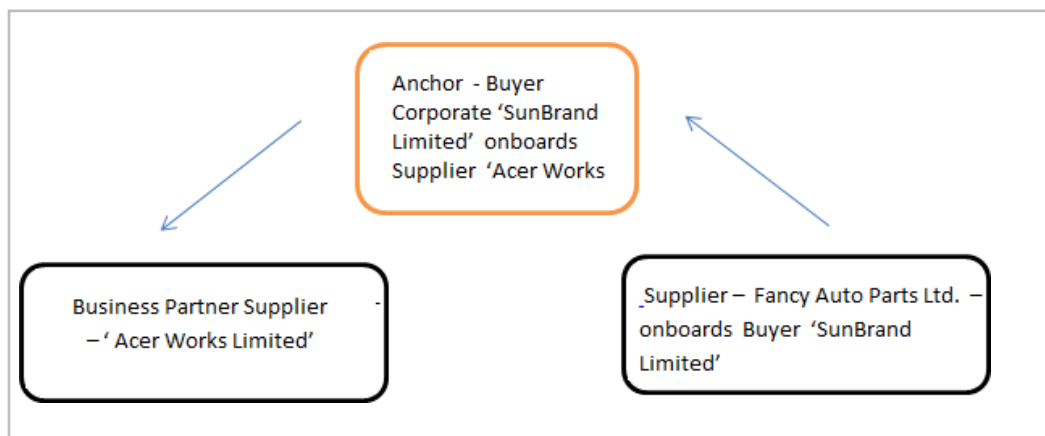 Anchor - Buyer
Corporate ‘SunBrand
Limited’ onboards
Supplier ‘Acer Works
Business Partner Supplier -
– ‘ Acer Works Limited’
Supplier – Fancy Auto Parts Ltd. –
onboards Buyer ‘SunBrand
Limited’